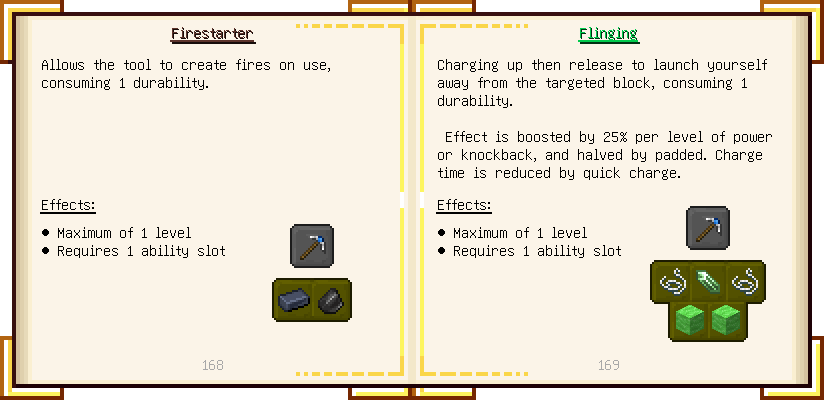 Firestarter
Allows the tool to create fires on use,
consuming 1 durability.
Effects:
• Maximum of 1 level
• Requires 1 ability slot
168
Flinging
Charging up then release to launch yourself
away from the targeted block, consuming 1
durability.
Effect is boosted by 25% per level of power
or knockback, and halved by padded. Charge
time is reduced by quick charge.
Effects:
• Maximum of 1 level
• Requires 1 ability slot
169